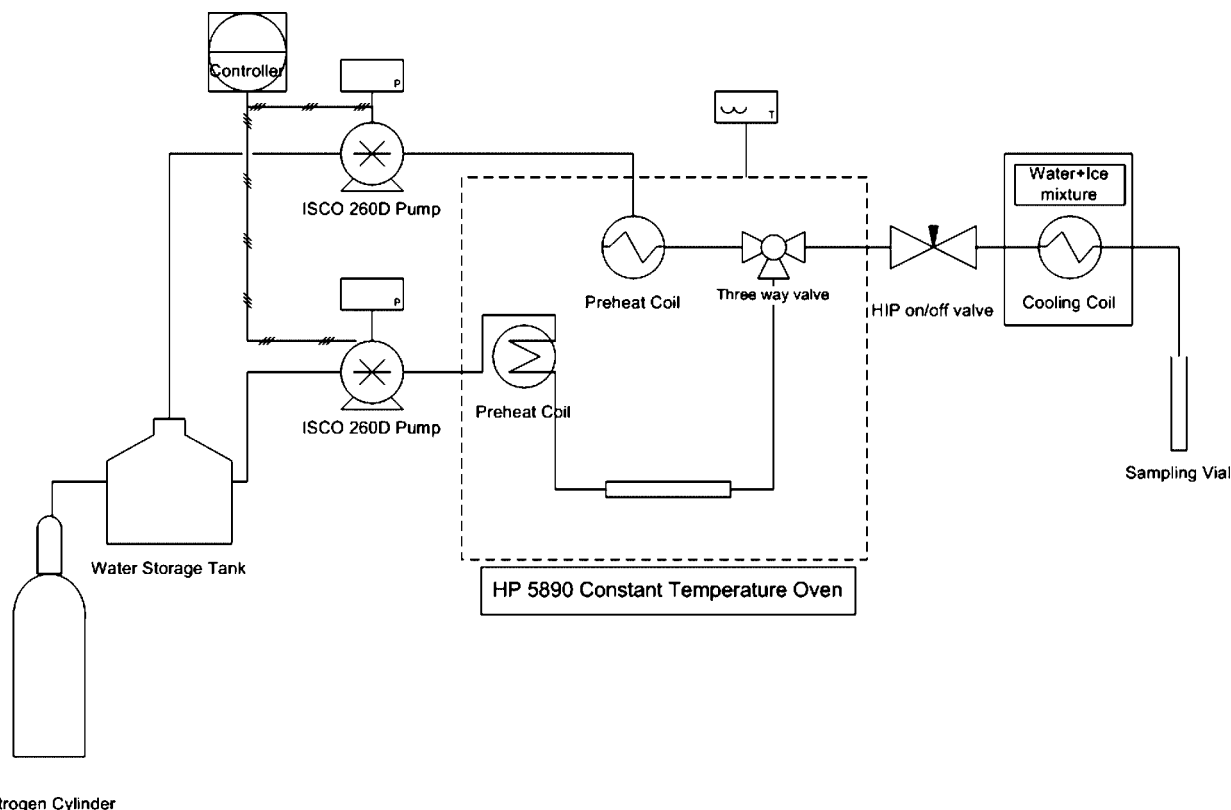 Controller
P
T
ISCO 260D Pump
Water+Ice
mixture
Preheat Coil
Three way valve
HIP on/off valve
Cooling Coil
P
Preheat Coil
ISCO 260D Pump
Sampling Vial
Water Storage Tank
HP 5890 Constant Temperature Oven
trogen Cylinder